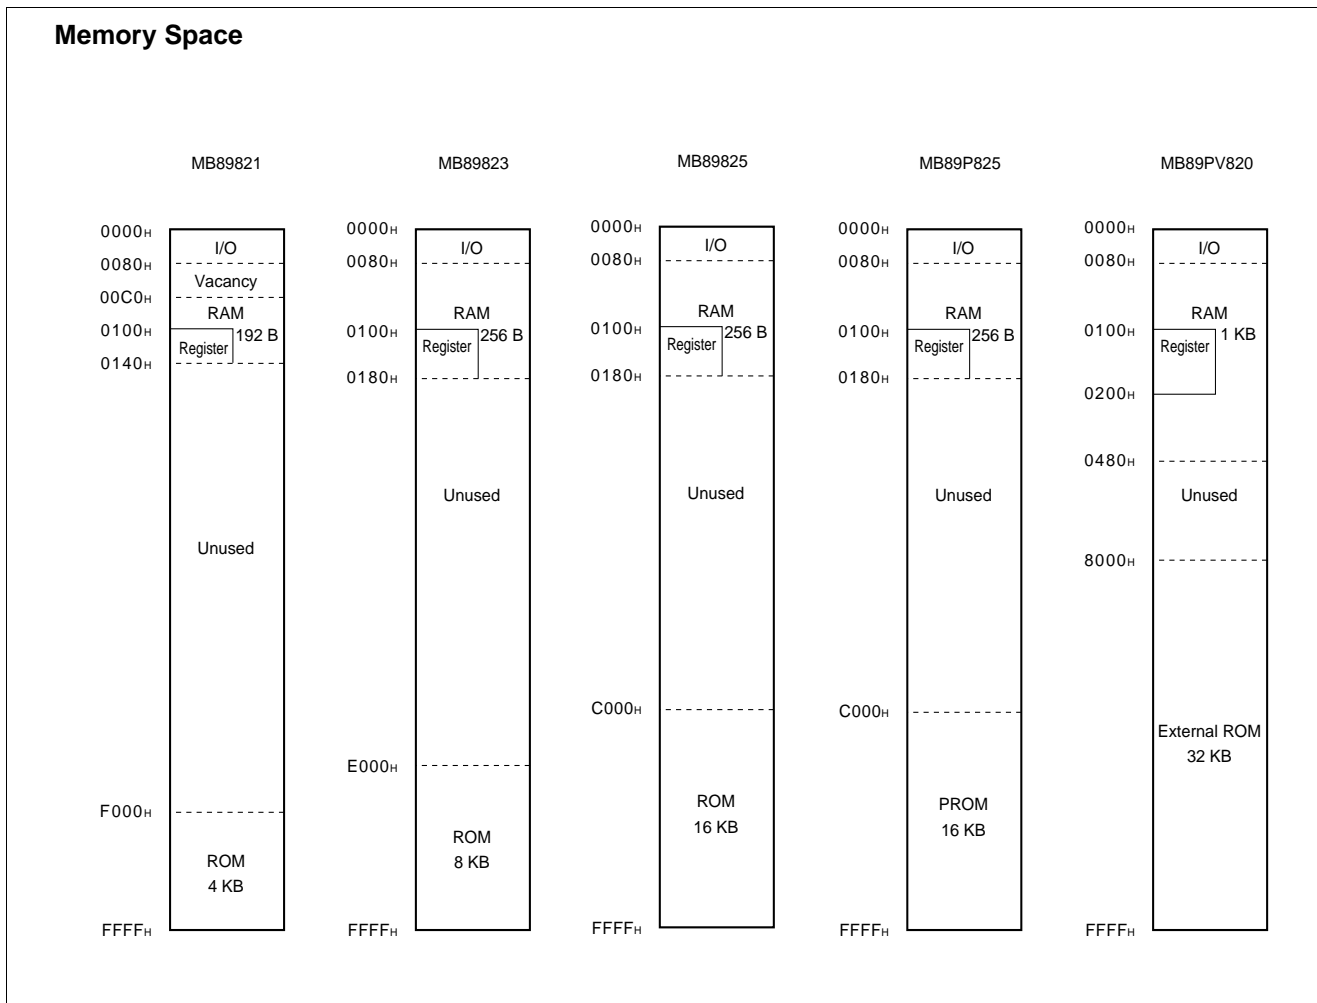 Memory Space
MB89821
0000H
I/O
0080H
Vacancy
00C0H
RAM
0100H
192 B
Register
0140H
Unused
F000H
ROM
4 KB
FFFFH
MB89823
0000H
I/O
0080H
RAM
0100H
256 B
Register
0180H
Unused
E000H
ROM
8 KB
FFFFH
MB89825
0000H
I/O
0080H
RAM
0100H
256 B
Register
0180H
Unused
C000H
ROM
16 KB
FFFFH
MB89P825
0000H
I/O
0080H
RAM
0100H
256 B
Register
0180H
Unused
C000H
PROM
16 KB
FFFFH
MB89PV820
0000H
I/O
0080H
RAM
0100H
1 KB
Register
0200H
0480H
Unused
8000H
External ROM
32 KB
FFFFH